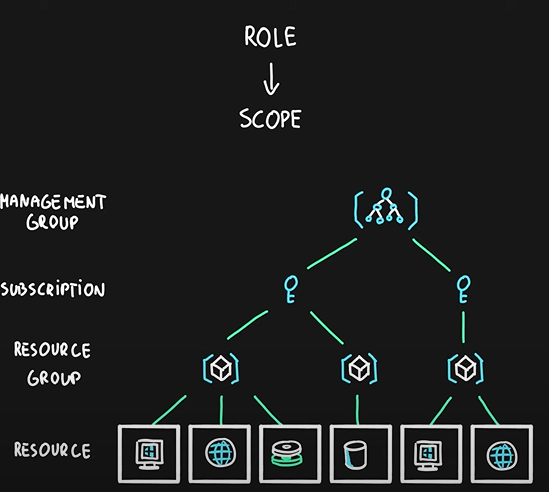 ROLE
SCOPE
MANAGEMENT
GROUP
SUBSCRIPTION
RESOURCE
GROUP
RESOURCE